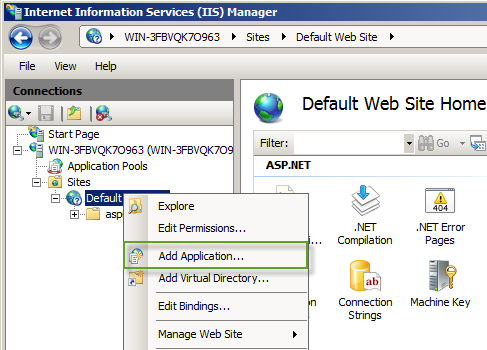 Internet Information Services (IIS) Manager
WIN-3FBVQK7O963 Sites Default Web Site
File View Help
Connections
Start Page
WIN-3FBVQK7O963 (WIN-3FBVQK7O963
Application Pools
Sites
Default
asp
Explore
Edit Permissions...
Add Application...
Add Virtual Directory...
Edit Bindings...
Manage Web Site
Default Web Site Home
Filter: Go
ASP.NET
.NET Compilation
404
.NET Error Pages
Connection Strings
Machine Key